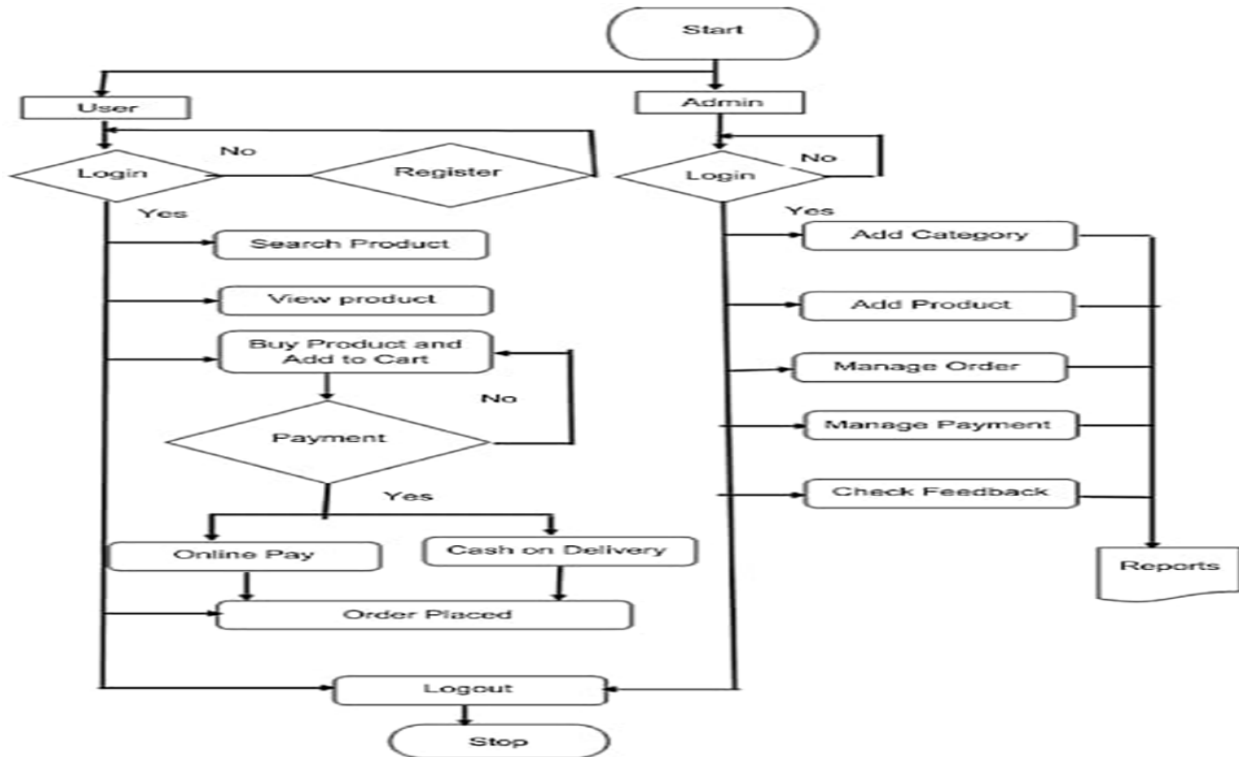 Start
User
Admin
No
Register
Login
No
Login
Yes
Yes
Search Product
Add Category
View product
Add Product
Buy Product and
Add to Cart
Manage Order
No
Payment
Manage Payment
Yes
Check Feedback
Online Pay
Cash on Delivery
Reports
Order Placed
Logout
Stop